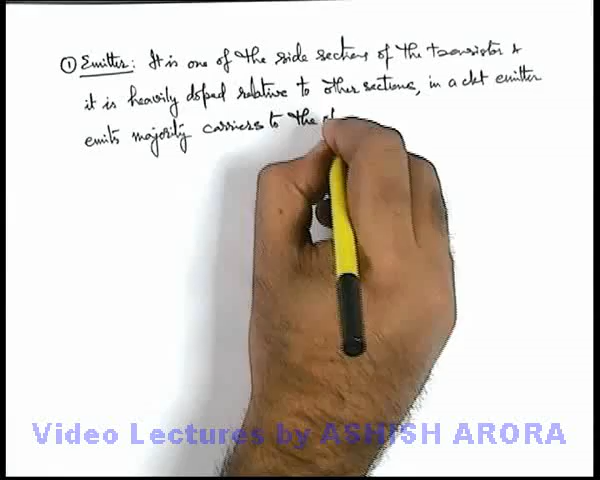 ① Emitter: It is one of the side sections of the transistor &
it is heavily doped relative to other sections, in a ckt emitter
emits majority carriers to the
Video Lectures by ASHISH ARORA